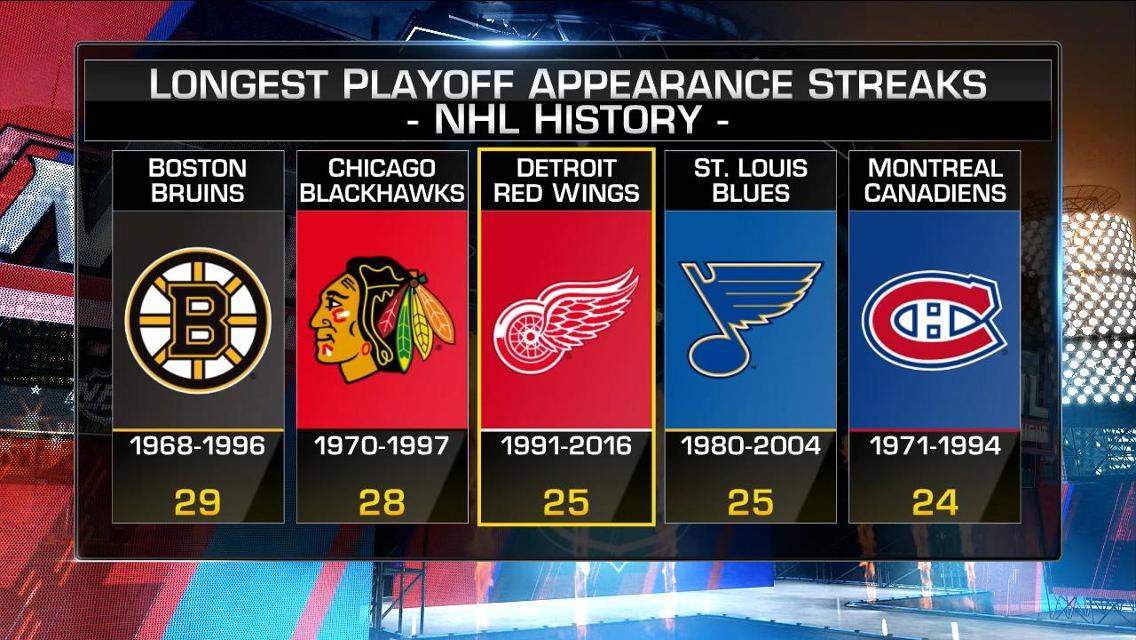 LONGEST PLAYOFF APPEARANCE STREAKS
- NHL HISTORY -
BOSTON
BRUINS
CHICAGO
BLACKHAWKS
DETROIT
RED WINGS
ST. LOUIS
BLUES
MONTREAL
CANADIENS
B
C
H
1968-1996
1970-1997
1991-2016
1980-2004
1971-1994
29
28
25
25
24